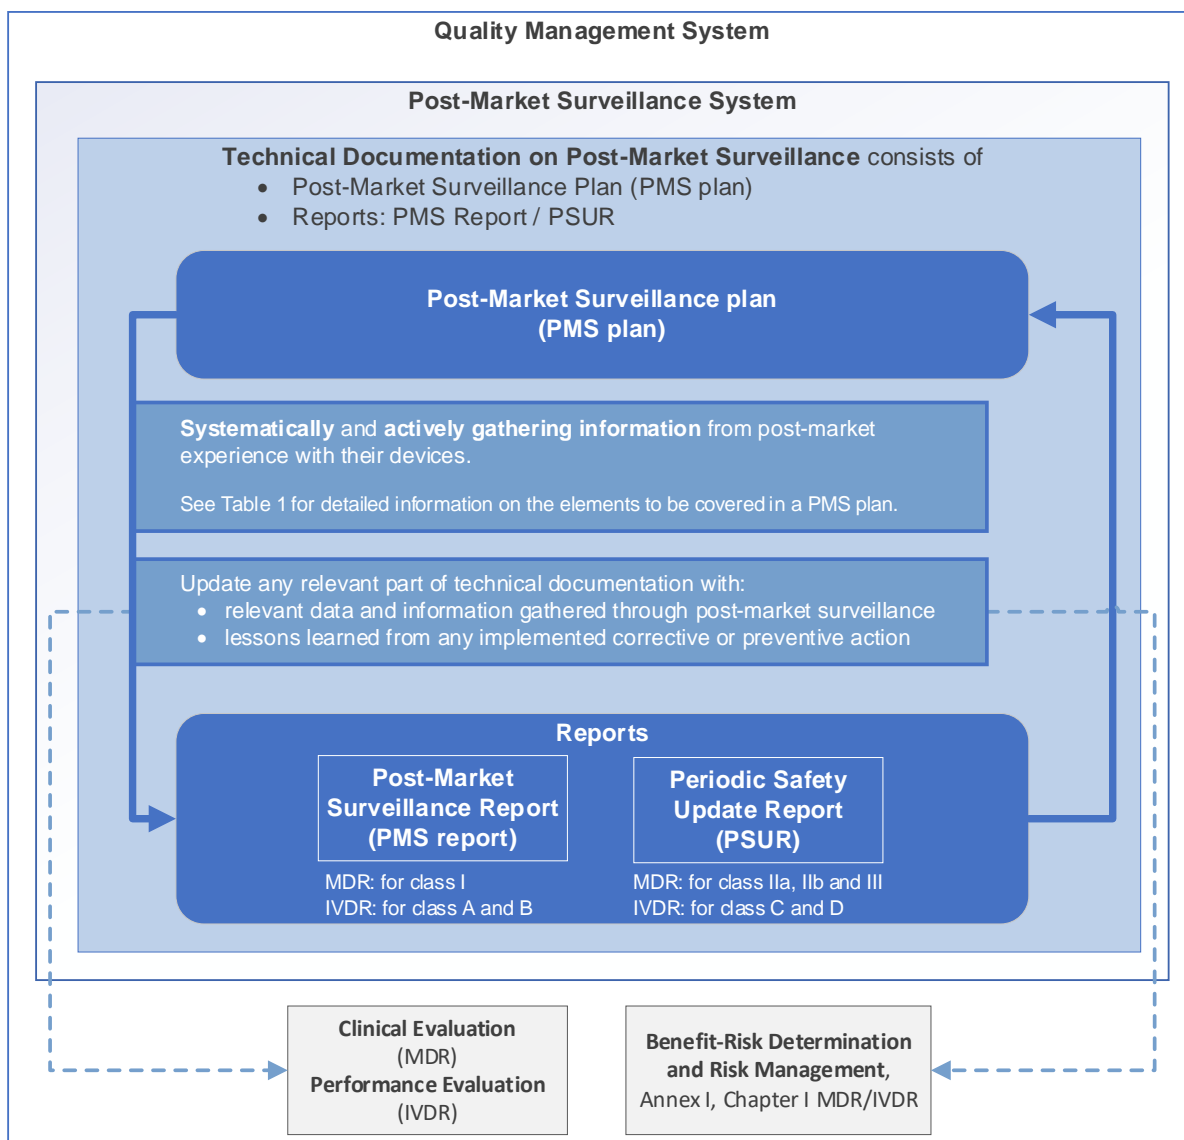 Quality Management System
Post-Market Surveillance System
Technical Documentation on Post-Market Surveillance consists of
• Post-Market Surveillance Plan (PMS plan)
• Reports: PMS Report / PSUR
Post-Market Surveillance plan
(PMS plan)
Systematically and actively gathering information from post-market
experience with their devices.
See Table 1 for detailed information on the elements to be covered in a PMS plan.
Update any relevant part of technical documentation with:
• relevant data and information gathered through post-market surveillance
• lessons learned from any implemented corrective or preventive action
Reports
Post-Market
Surveillance Report
(PMS report)
MDR: for class I
IVDR: for class A and B
Periodic Safety
Update Report
(PSUR)
MDR: for class IIa, IIb and III
IVDR: for class C and D
Clinical Evaluation
(MDR)
Performance Evaluation
(IVDR)
Benefit-Risk Determination
and Risk Management,
Annex I, Chapter I MDR/IVDR